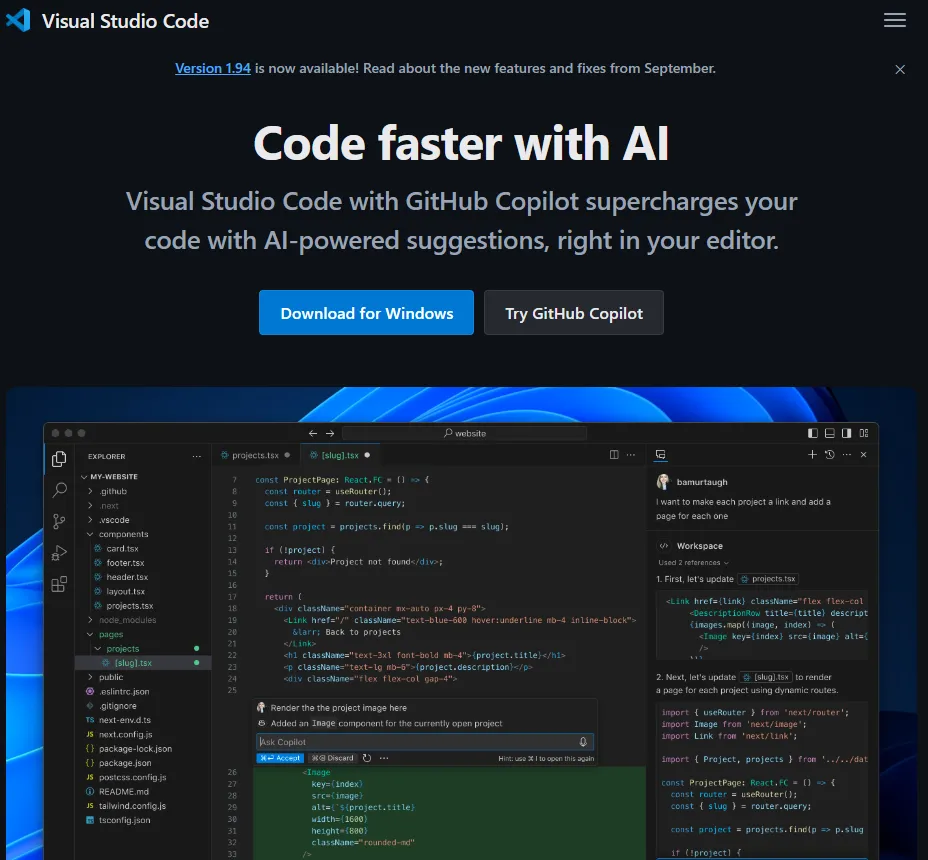 Visual Studio Code
Version 1.94 is now available! Read about the new features and fixes from September.
Code faster with AI
Visual Studio Code with GitHub Copilot supercharges your
code with AI-powered suggestions, right in your editor.
Download for Windows
Try GitHub Copilot
website
EXPLORER
MY-WEBSITE
.github
.next
.vscode
components
card.tsx
footer.tsx
header.tsx
layout.tsx
projects.tsx
node_modules
pages
projects
[slug].tsx
public
.eslintrc.json
.gitignore
TS next-env.d.ts
JS next.config.js
{} package-lock.json
{} package.json
JS postcss.config.js
README.md
JS tailwind.config.js
tsconfig.json
projects.tsx
[slug].tsx
7 const ProjectPage: React.FC = () => {
8 const router = useRouter();
9 const { slug } = router.query;
10
11 const project = projects.find(p => p.slug === slug);
12
13 if (!project) {
14 return <div>Project not found</div>;
15 }
16
17 return (
18 <div className="container mx-auto px-4 py-8">
19 <Link href="/" className="text-blue-600 hover:underline mb-4 inline-block">
20 &larr; Back to projects
21 </Link>
22 <h1 className="text-3xl font-bold mb-4">{project.title}</h1>
23 <p className="text-lg mb-6">{project.description}</p>
24 <div className="flex flex-col gap-4">
25
Render the the project image here
Added an Image component for the currently open project
Ask Copilot
Accept
Discard
Hint: use ⌘I to open this again
26 <Image
27 key={index}
28 src={image}
29 alt={`${project.title}
30 width={1600}
31 height={800}
32 className="rounded-md"
33 />
bamurtaugh
I want to make each project a link and add a
page for each one
Workspace
Used 2 references
1. First, let's update projects.tsx
<Link href={link} className="flex flex-col
<DescriptionRow title={title} descript
{images.map((image, index) => (
<Image key={index} src={image} alt={
/>
))}
2. Next, let's update [slug].tsx to render
a page for each project using dynamic routes.
import { useRouter } from 'next/router';
import Image from 'next/image';
import Link from 'next/link';
import { Project, projects } from '../../dat
const ProjectPage: React.FC = () => {
const router = useRouter();
const { slug } = router.query;
const project = projects.find(p => p.slug
if (!project) {